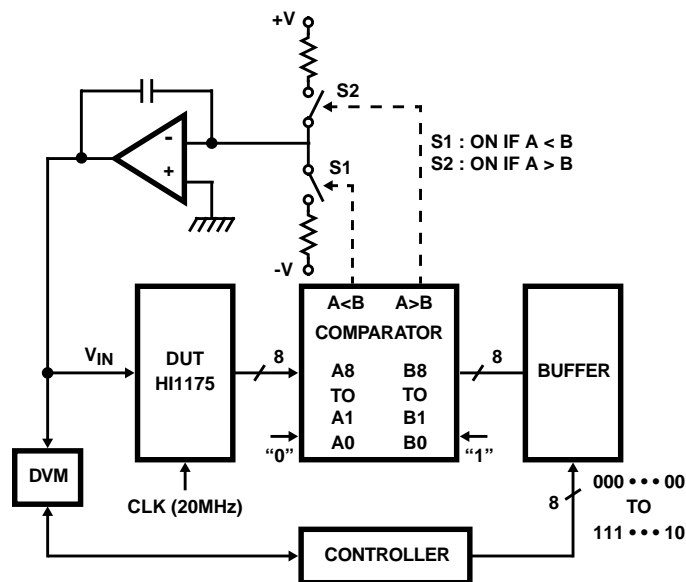 +V
S2
-
+
S1
S1 : ON IF A < B
S2 : ON IF A > B
-V
A<B A>B
COMPARATOR
A8 B8
TO TO
A1 B1
A0 B0
VIN
DUT
HI1175
8
8
BUFFER
“0”
“1”
DVM
CLK (20MHz)
8
000 • • • 00
TO
111 • • • 10
CONTROLLER